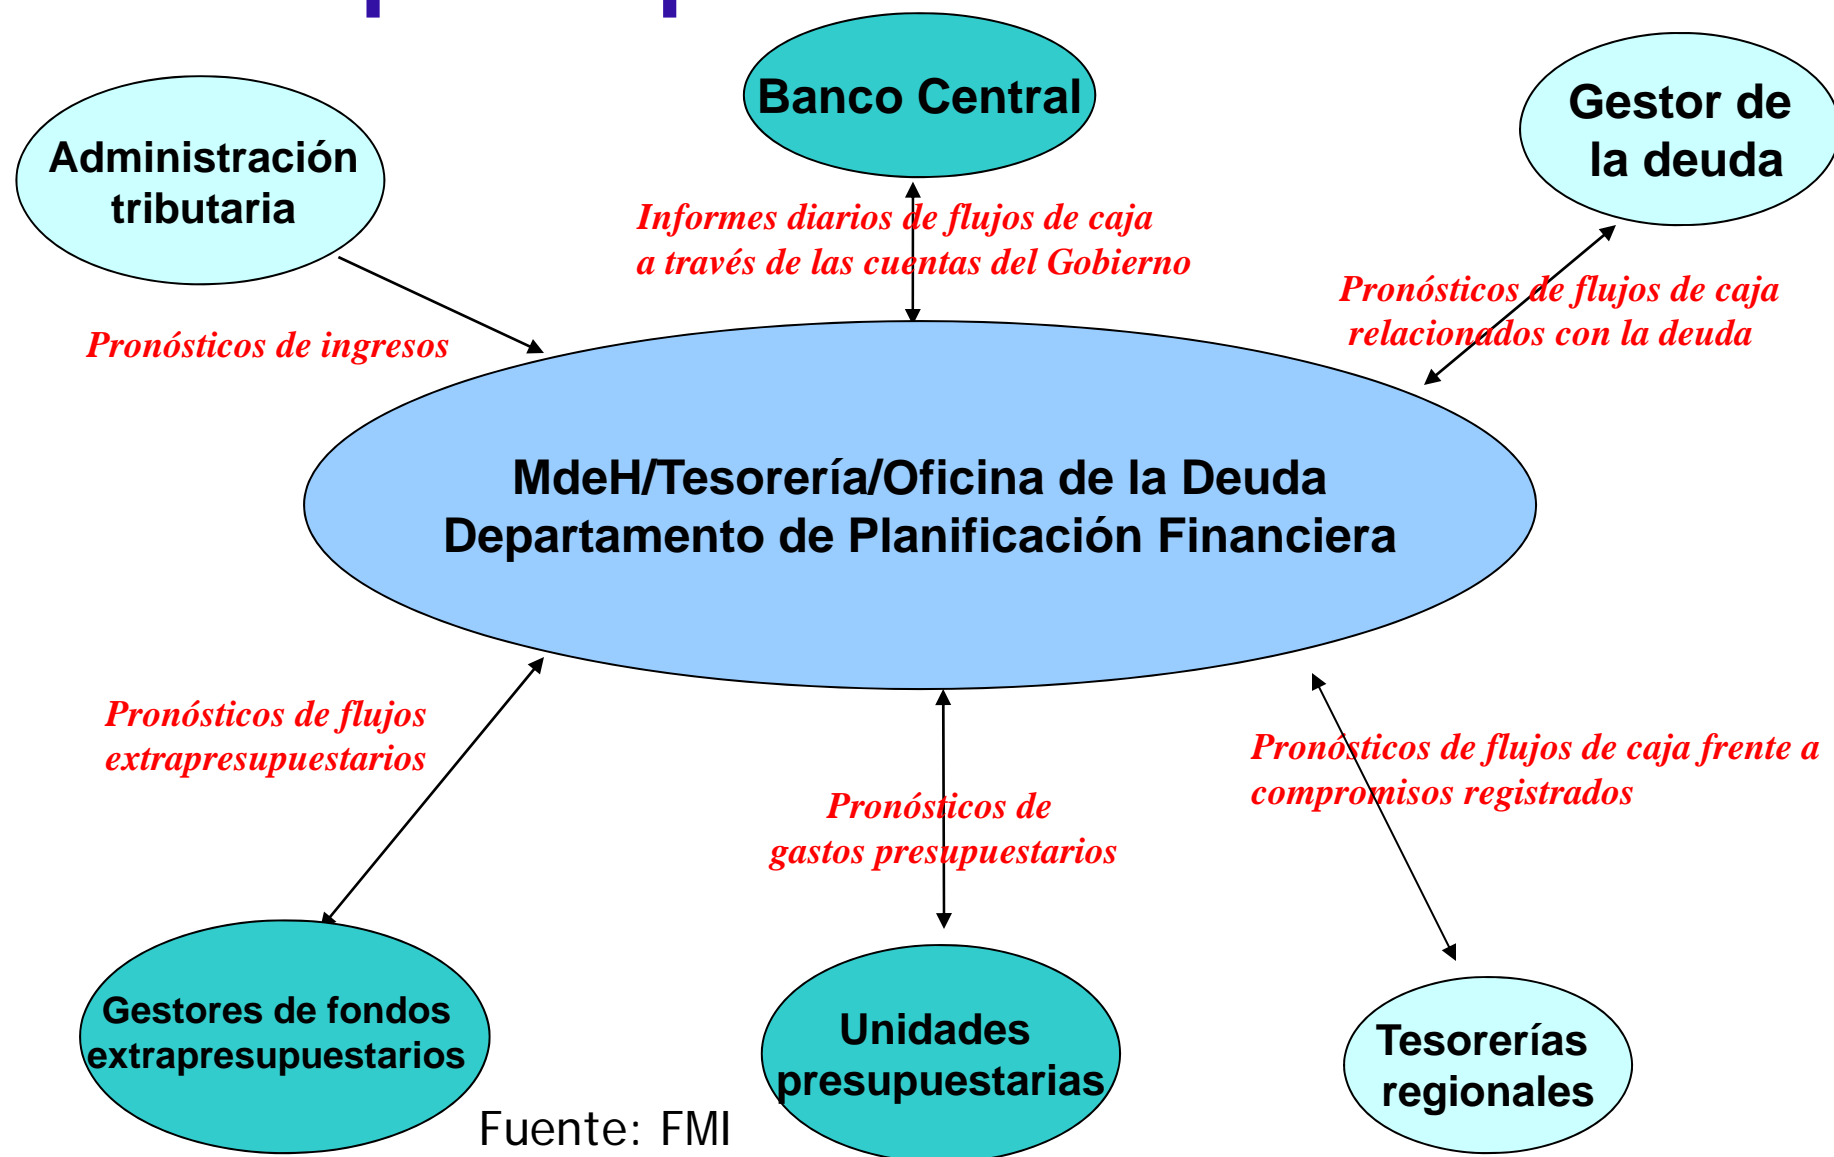 Banco Central
Gestor de
la deuda
Administración
tributaria
Informes diarios de flujos de caja
a través de las cuentas del Gobierno
Pronósticos de flujos de caja
relacionados con la deuda
Pronósticos de ingresos
MdeH/Tesorería/Oficina de la Deuda
Departamento de Planificación Financiera
Pronósticos de flujos
extrapresupuestarios
Pronósticos de flujos de caja frente a
compromisos registrados
Pronósticos de
gastos presupuestarios
Gestores de fondos
extrapresupuestarios
Unidades
presupuestarias
Tesorerías
regionales
Fuente: FMI